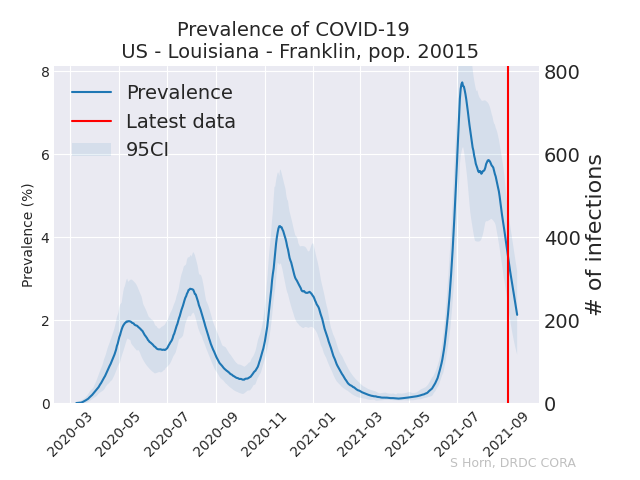 Prevalence of COVID-19
US - Louisiana - Franklin, pop. 20015
Prevalence
Latest data
95CI
Prevalence (%)
8
6
4
2
0
800
600
400
200
0
# of infections
2020-03
2020-05
2020-07
2020-09
2020-11
2021-01
2021-03
2021-05
2021-07
2021-09
S Horn, DRDC CORA